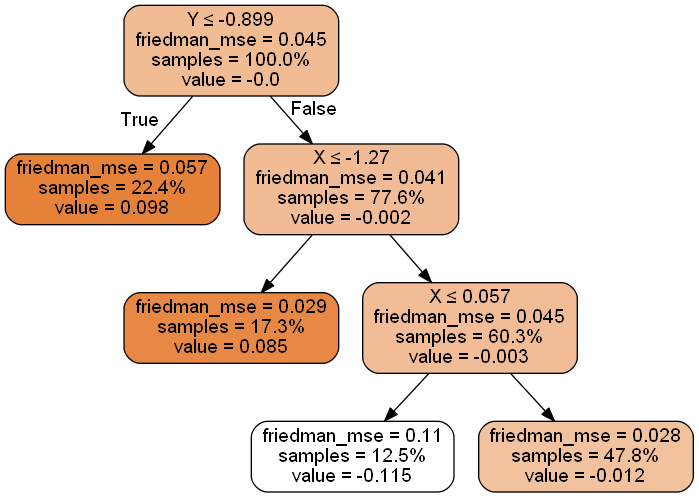 Y ≤ -0.899
friedman_mse = 0.045
samples = 100.0%
value = -0.0
True
False
friedman_mse = 0.057
samples = 22.4%
value = 0.098
X ≤ -1.27
friedman_mse = 0.041
samples = 77.6%
value = -0.002
friedman_mse = 0.029
samples = 17.3%
value = 0.085
X ≤ 0.057
friedman_mse = 0.045
samples = 60.3%
value = -0.003
friedman_mse = 0.11
samples = 12.5%
value = -0.115
friedman_mse = 0.028
samples = 47.8%
value = -0.012